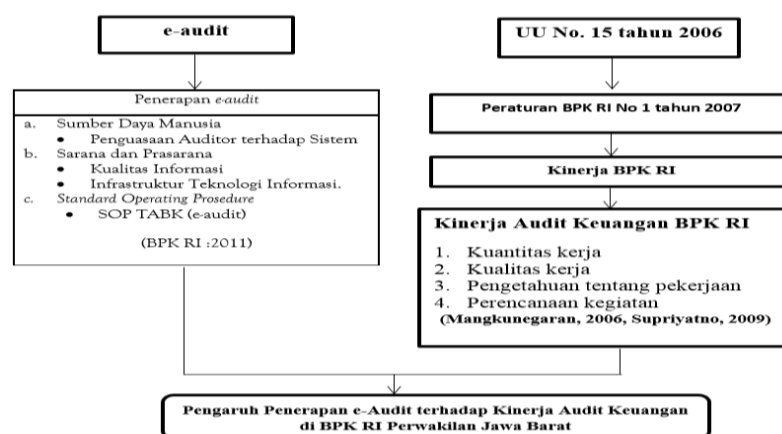 e-audit
Penerapan e-audit
a. Sumber Daya Manusia
• Penguasaan Auditor terhadap Sistem
b. Sarana dan Prasarana
• Kualitas Informasi
• Infrastruktur Teknologi Informasi.
c. Standard Operating Prosedure
• SOP TABK (e-audit)
(BPK RI :2011)
UU No. 15 tahun 2006
Peraturan BPK RI No 1 tahun 2007
Kinerja BPK RI
Kinerja Audit Keuangan BPK RI
1. Kuantitas kerja
2. Kualitas kerja
3. Pengetahuan tentang pekerjaan
4. Perencanaan kegiatan
(Mangkunegaran, 2006, Supriyatno, 2009)
Pengaruh Penerapan e-Audit terhadap Kinerja Audit Keuangan
di BPK RI Perwakilan Jawa Barat